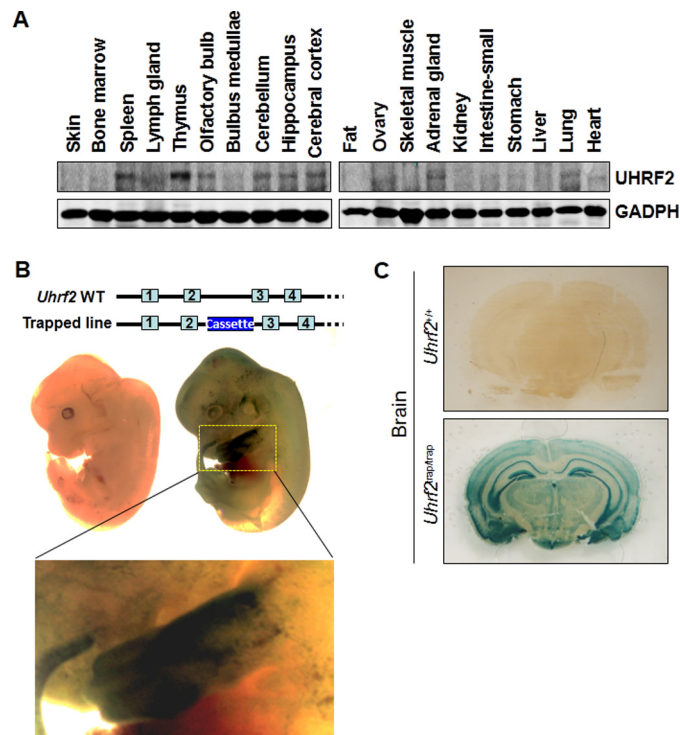 A
Skin
Bone marrow
Spleen
Lymph gland
Thymus
Olfactory bulb
Bulbus medullae
Cerebellum
Hippocampus
Cerebral cortex
Fat
Ovary
Skeletal muscle
Adrenal gland
Kidney
Intestine-small
Stomach
Liver
Lung
Heart
UHRF2
GADPH
B
Uhrf2 WT
1 2 3 4
Trapped line
1 2 Cassette 3 4
C
Brain
Uhrf2+/+
Uhrf2rap/trap